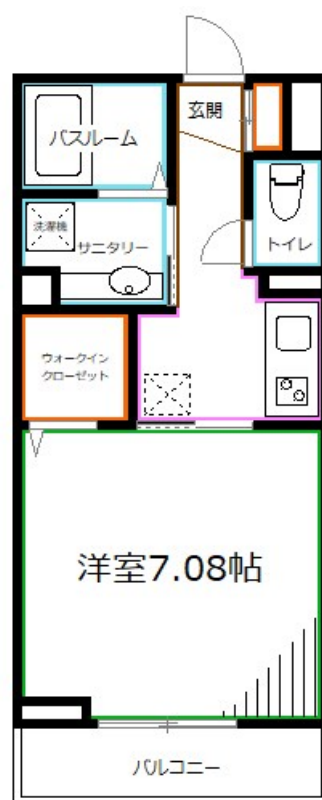 玄関
バスルーム
洗濯機
サニタリー
トイレ
ウォークイン
クローゼット
洋室7.08帖
バルコニー